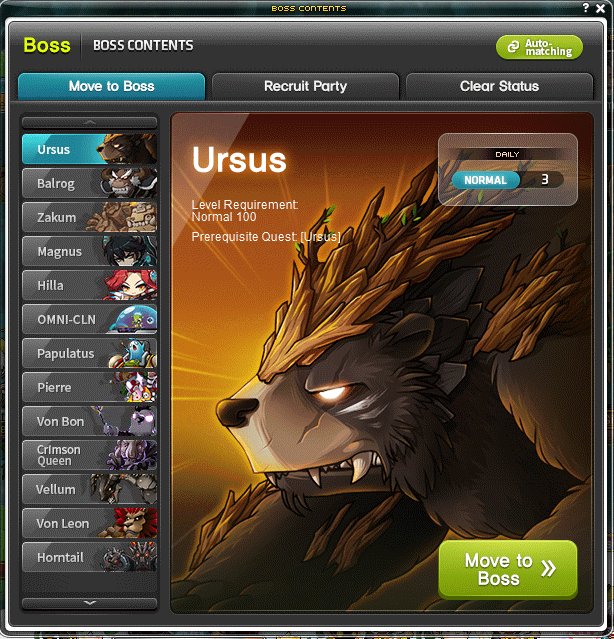 BOSS CONTENTS
?
Boss
BOSS CONTENTS
Auto-
matching
Move to Boss
Recruit Party
Clear Status
Ursus
Balrog
Zakum
Magnus
Hilla
OMNI-CLN
Papulatus
Pierre
Von Bon
Crimson
Queen
Vellum
Von Leon
Horntail
Ursus
Level Requirement:
Normal 100
Prerequisite Quest: [Ursus]
DAILY
NORMAL 3
Move to
Boss